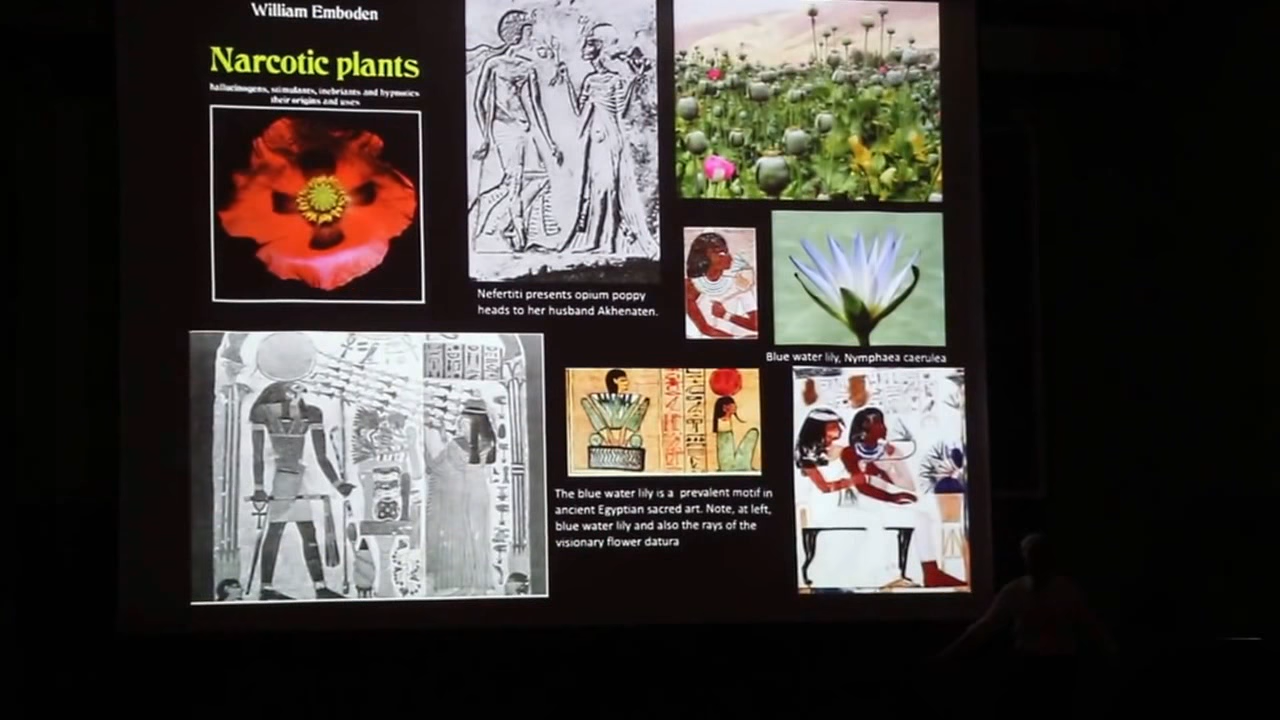 William Emboden
Narcotic plants
hallucinogens, stimulants, inebriants and hypnotics
their origins and uses
Nefertiti presents opium poppy
heads to her husband Akhenaten.
Blue water lily, Nymphaea caerulea
The blue water lily is a prevalent motif in
ancient Egyptian sacred art. Note, at left,
blue water lily and also the rays of the
visionary flower datura